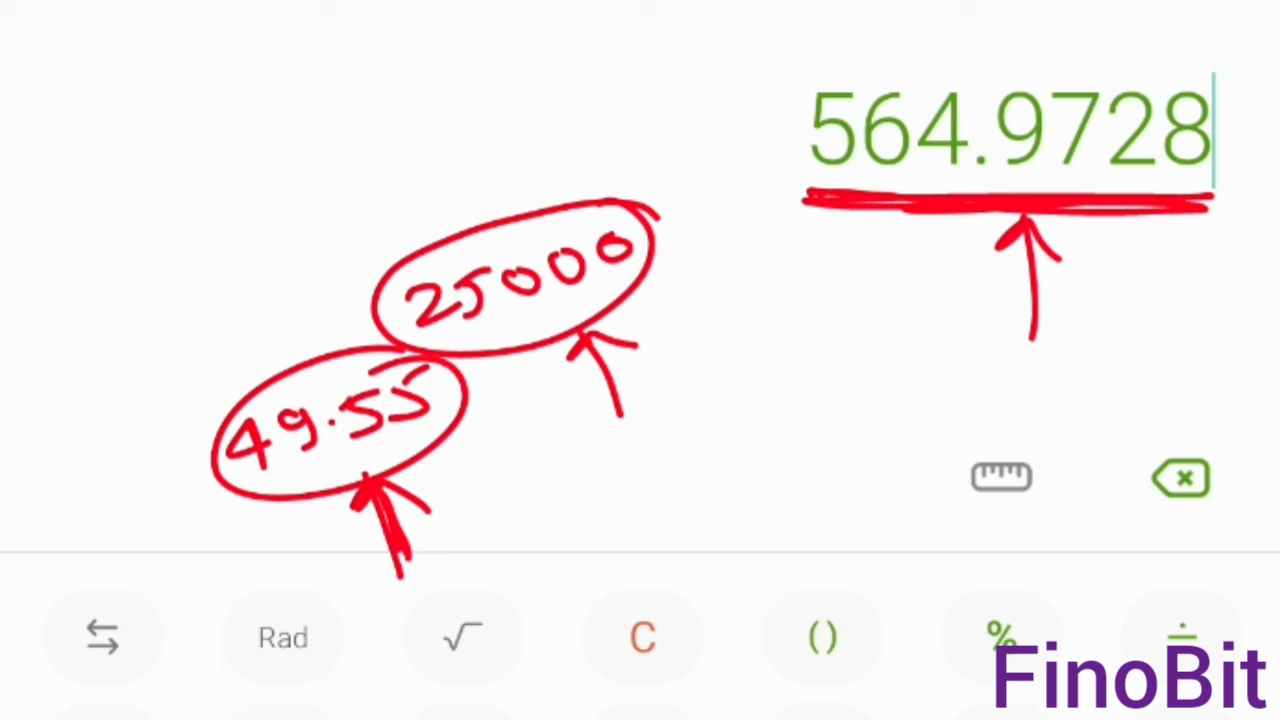 564.9728
25000
49.55
Rad
√
C
()
%
÷
FinoBit